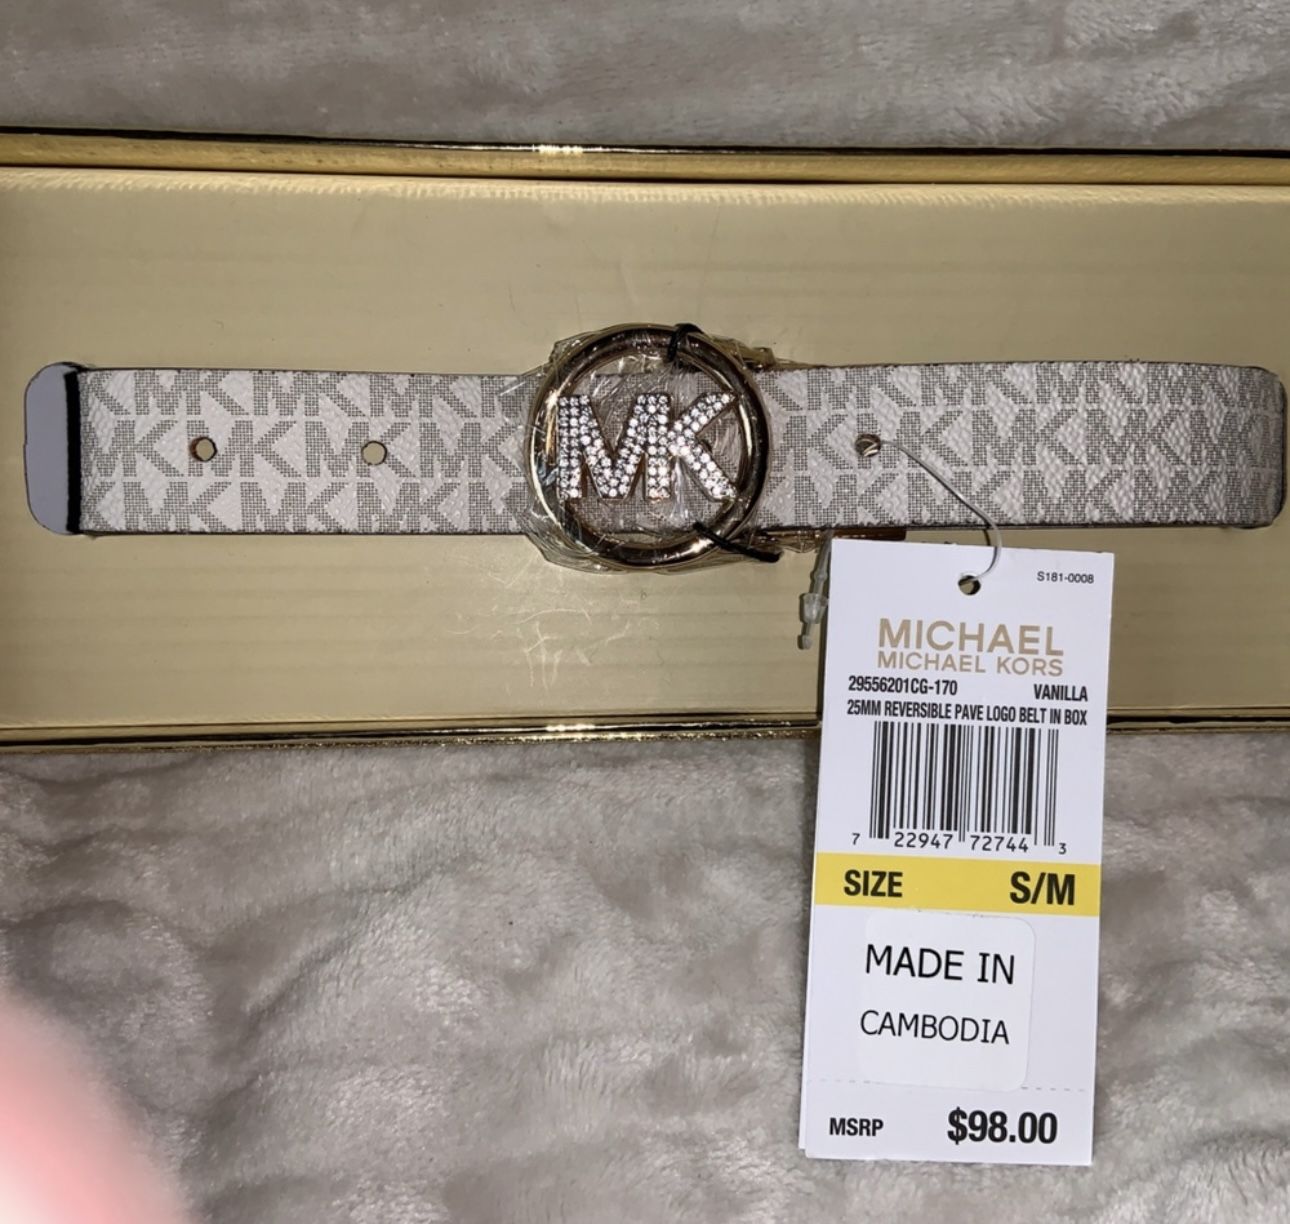 MK
S181-0008
MICHAEL
MICHAEL KORS
29556201CG-170 VANILLA
25MM REVERSIBLE PAVE LOGO BELT IN BOX
7 22947 72744 3
SIZE S/M
MADE IN
CAMBODIA
MSRP $98.00